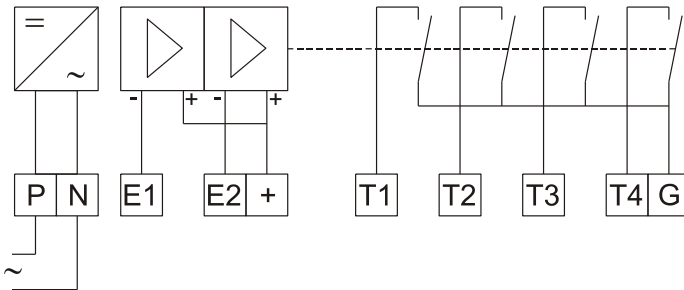 = ~
- + - +
P N E1 E2 + T1 T2 T3 T4 G
~